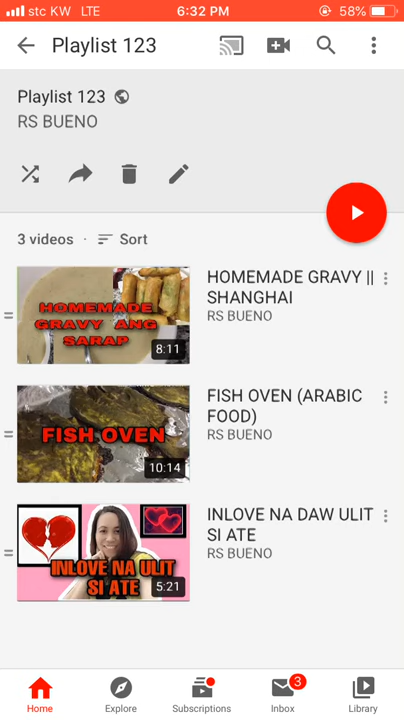 stc KW LTE 6:32 PM 58%
Playlist 123
Playlist 123
RS BUENO
3 videos · Sort
HOMEMADE
GRAVY ANG
SARAP
8:11
HOMEMADE GRAVY ||
SHANGHAI
RS BUENO
FISH OVEN
10:14
FISH OVEN (ARABIC
FOOD)
RS BUENO
INLOVE NA ULIT
SI ATE
5:21
INLOVE NA DAW ULIT
SI ATE
RS BUENO
3
Home Explore Subscriptions Inbox Library